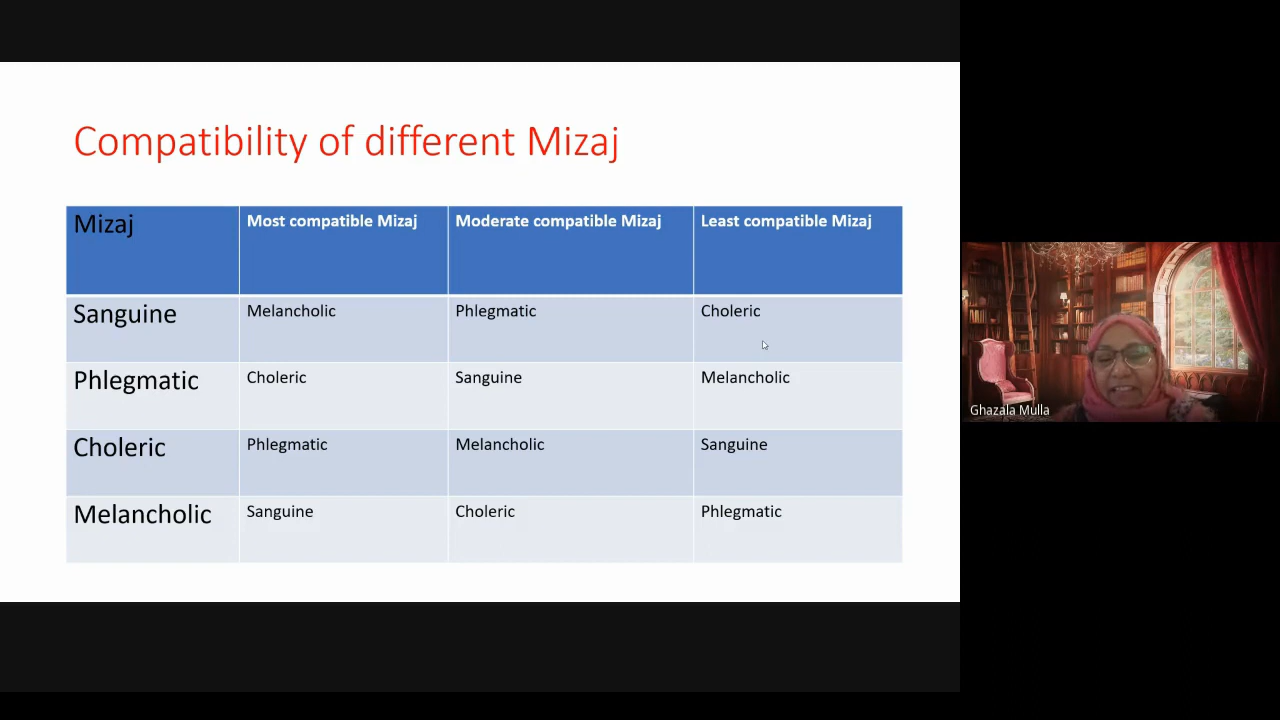 Compatibility of different Mizaj
Mizaj Most compatible Mizaj Moderate compatible Mizaj Least compatible Mizaj
Sanguine Melancholic Phlegmatic Choleric
Phlegmatic Choleric Sanguine Melancholic
Choleric Phlegmatic Melancholic Sanguine
Melancholic Sanguine Choleric Phlegmatic
Ghazala Mulla